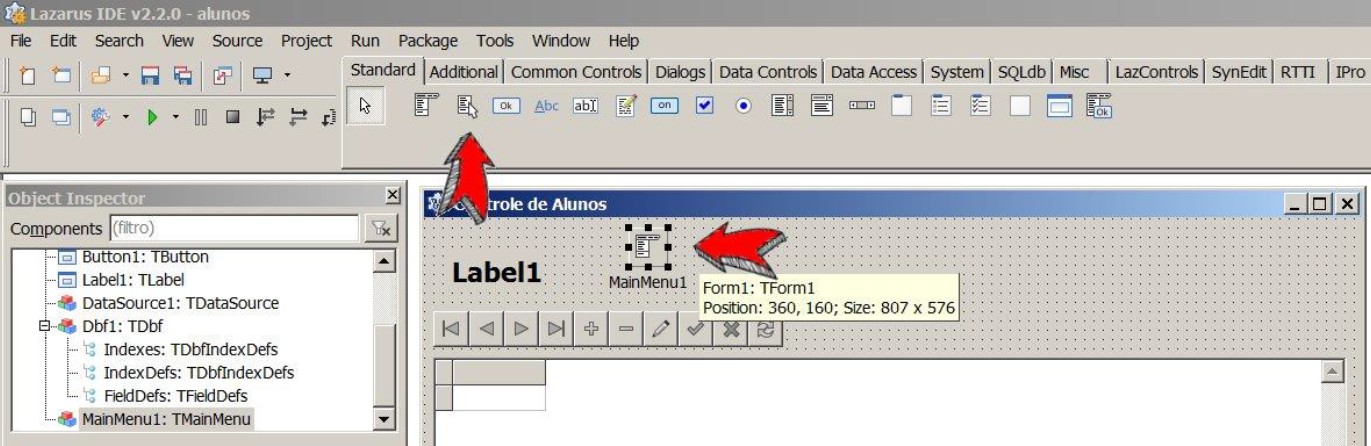 Lazarus IDE v2.2.0 - alunos
File Edit Search View Source Project Run Package Tools Window Help
Standard Additional Common Controls Dialogs Data Controls Data Access System SQLdb Misc LazControls SynEdit RTTI IPro
Ok Abc abI on
Ok
Object Inspector
Components (filtro)
Button1: TButton
Label1: TLabel
DataSource1: TDataSource
Dbf1: TDbf
Indexes: TDbfIndexDefs
IndexDefs: TDbfIndexDefs
FieldDefs: TFieldDefs
MainMenu1: TMainMenu
trole de Alunos
Label1
MainMenu1
Form1: TForm1
Position: 360, 160; Size: 807 x 576